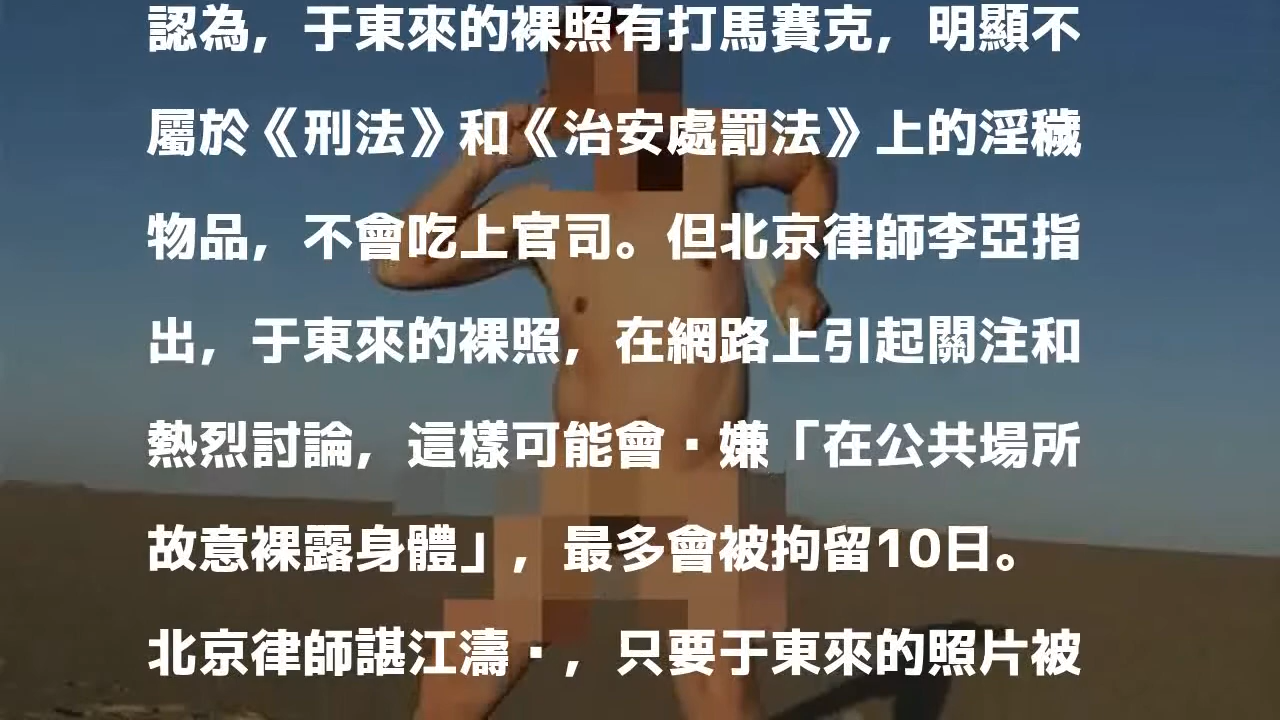 認為，于東來的裸照有打馬賽克，明顯不
屬於《刑法》和《治安處罰法》上的淫穢
物品，不會吃上官司。但北京律師李亞指
出，于東來的裸照，在網路上引起關注和
熱烈討論，這樣可能會▪嫌「在公共場所
故意裸露身體」，最多會被拘留10日。
北京律師諶江濤▪，只要于東來的照片被